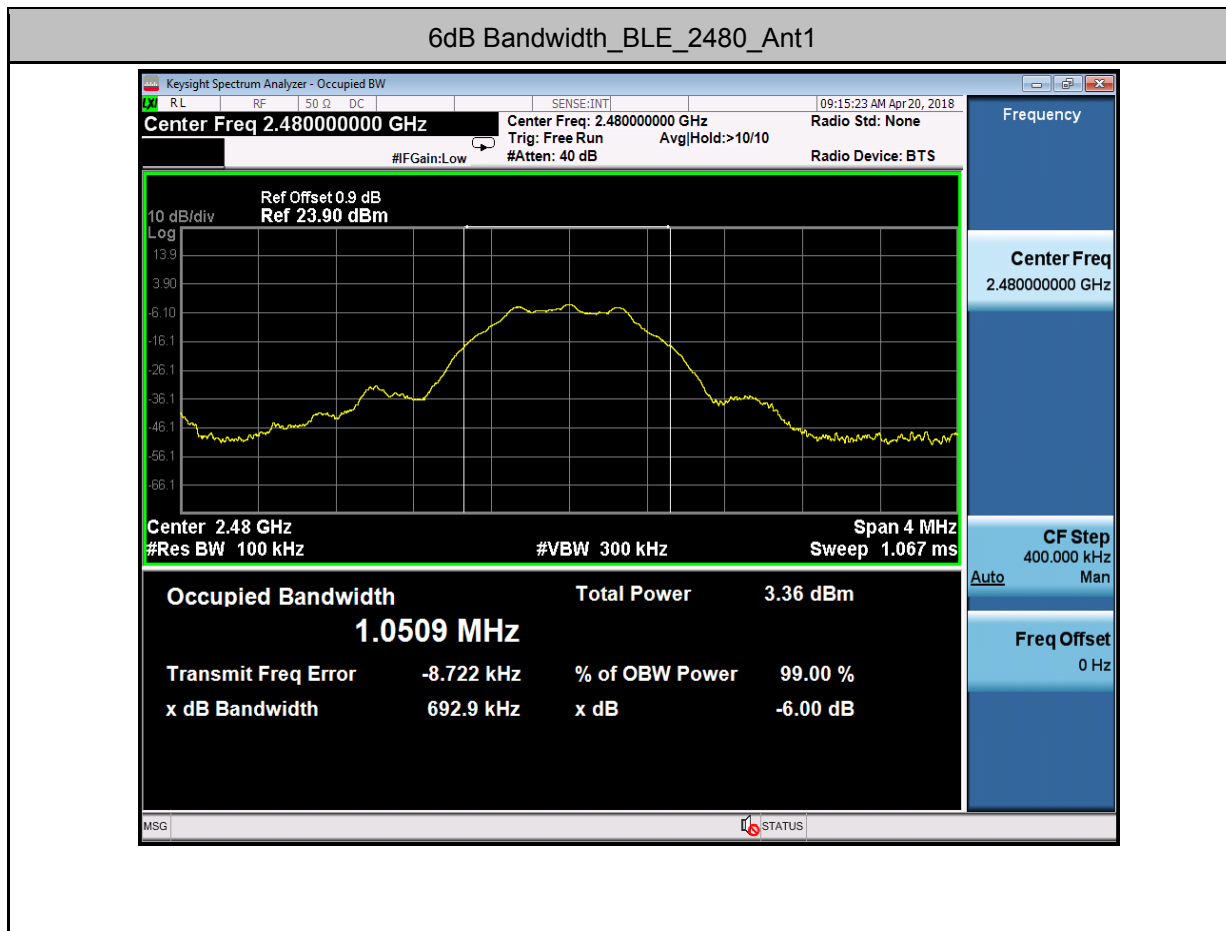 6dB Bandwidth_BLE_2480_Ant1
Keysight Spectrum Analyzer - Occupied BW
LXI RL RF 50 Ω DC SENSE:INT 09:15:23 AM Apr 20, 2018
Center Freq 2.480000000 GHz
Center Freq: 2.480000000 GHz Radio Std: None
Trig: Free Run Avg|Hold:>10/10
#IFGain:Low #Atten: 40 dB Radio Device: BTS
Ref Offset 0.9 dB
10 dB/div Ref 23.90 dBm
Log
13.9
3.90
-6.10
-16.1
-26.1
-36.1
-46.1
-56.1
-66.1
Center 2.48 GHz Span 4 MHz
#Res BW 100 kHz #VBW 300 kHz Sweep 1.067 ms
Occupied Bandwidth Total Power 3.36 dBm
1.0509 MHz
Transmit Freq Error -8.722 kHz % of OBW Power 99.00 %
x dB Bandwidth 692.9 kHz x dB -6.00 dB
MSG STATUS
Frequency
Center Freq
2.480000000 GHz
CF Step
400.000 kHz
Auto Man
Freq Offset
0 Hz